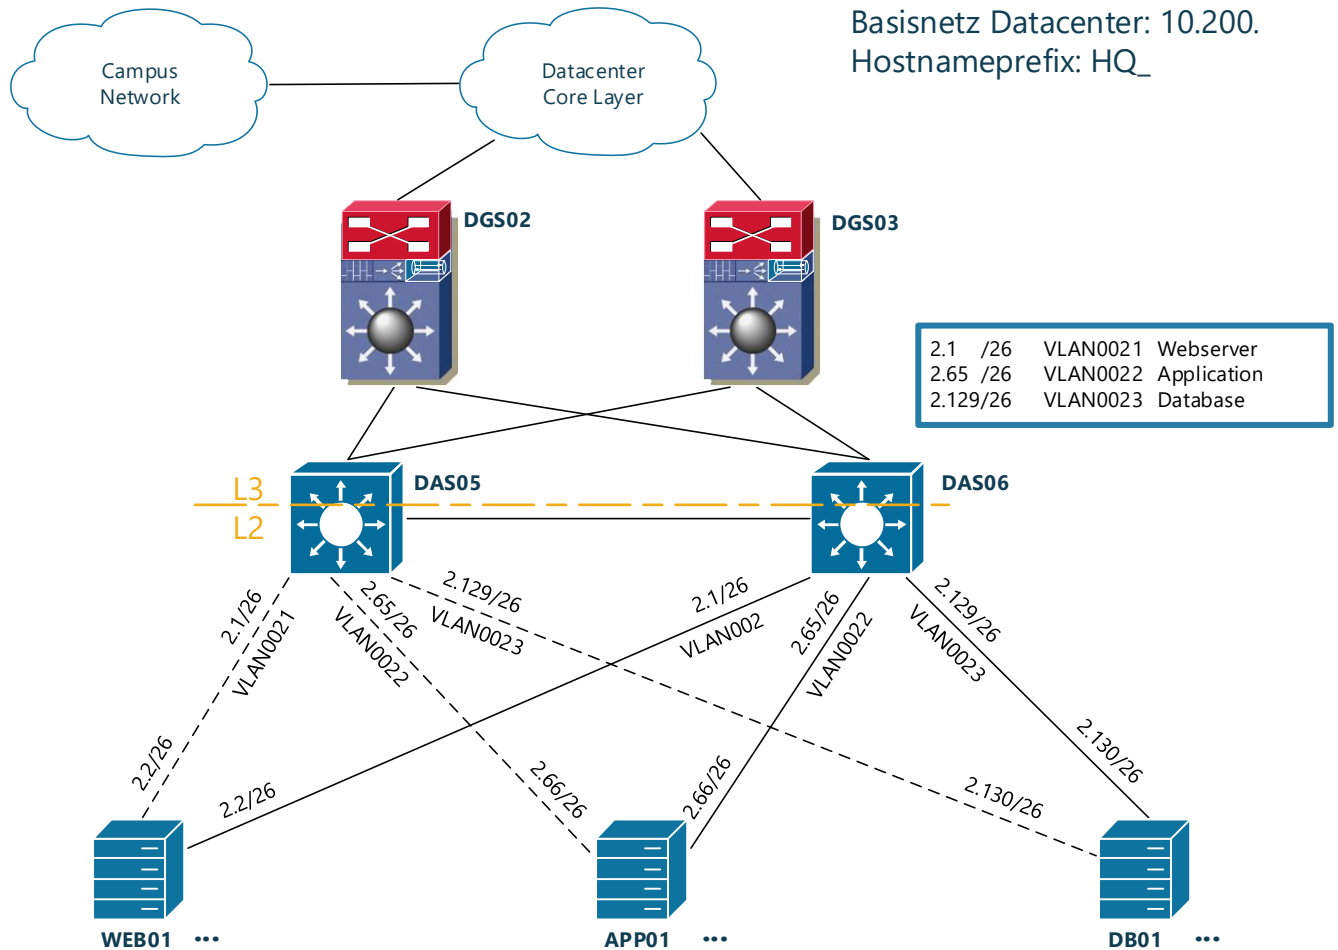 Basisnetz Datacenter: 10.200.
Hostnameprefix: HQ_
Campus
Network
Datacenter
Core Layer
DGS02
DGS03
2.1 /26 VLAN0021 Webserver
2.65 /26 VLAN0022 Application
2.129/26 VLAN0023 Database
L3
L2
DAS05
DAS06
2.1/26
VLAN0021
2.65/26
VLAN0022
2.129/26
VLAN0023
2.1/26
VLAN002
2.65/26
VLAN0022
2.129/26
VLAN0023
2.2/26
2.2/26
2.66/26
2.66/26
2.130/26
2.130/26
WEB01 •••
APP01 •••
DB01 •••